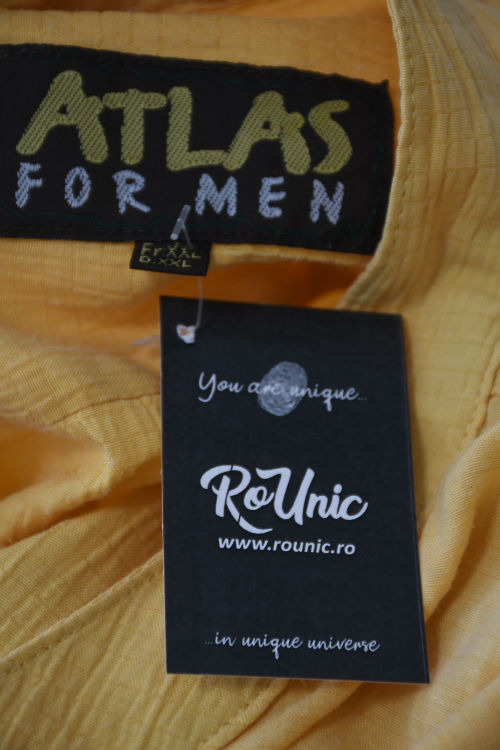 ATLAS
FOR MEN
Fr: XXL
D: XXL
You are unique...
RoUnic
www.rounic.ro
...in unique universe